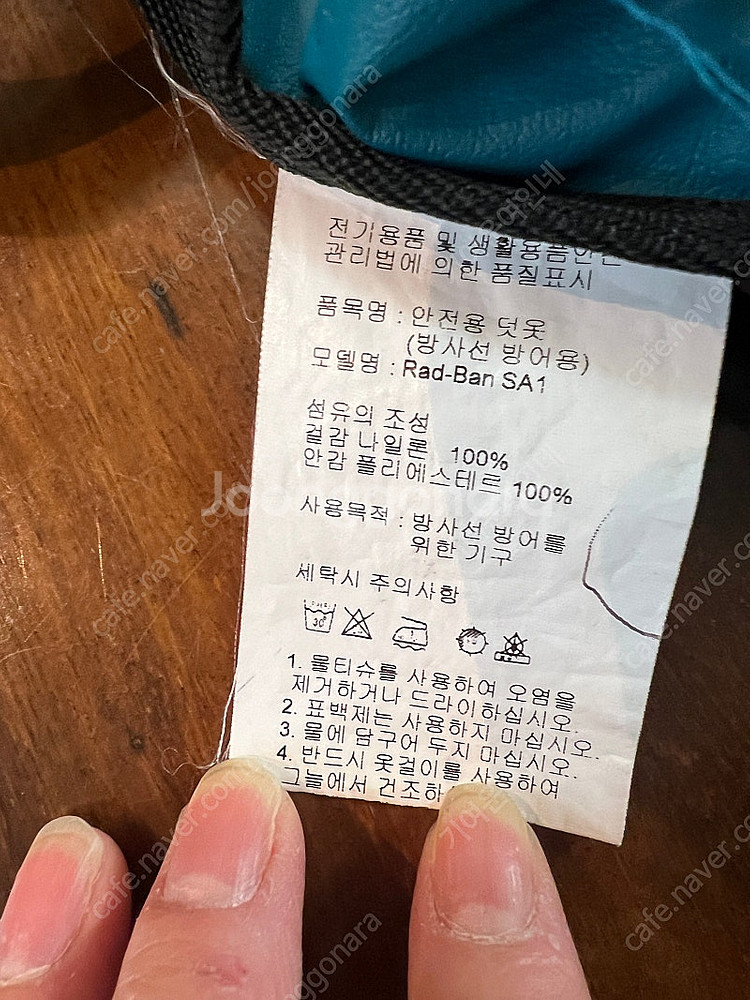 전기용품 및 생활용품안전
관리법에 의한 품질표시
품목명 : 안전용 덧옷
(방사선 방어용)
모델명 : Rad-Ban SA1
섬유의 조성
겉감 나일론 100%
안감 폴리에스테르 100%
사용목적 : 방사선 방어를
위한 기구
세탁시 주의사항
30
1. 물티슈를 사용하여 오염을
제거하거나 드라이하십시오.
2. 표백제는 사용하지 마십시오.
3. 물에 담구어 두지 마십시오.
4. 반드시 옷걸이를 사용하여
그늘에서 건조하
Joonggonara
cafe.naver.com/joonggonara